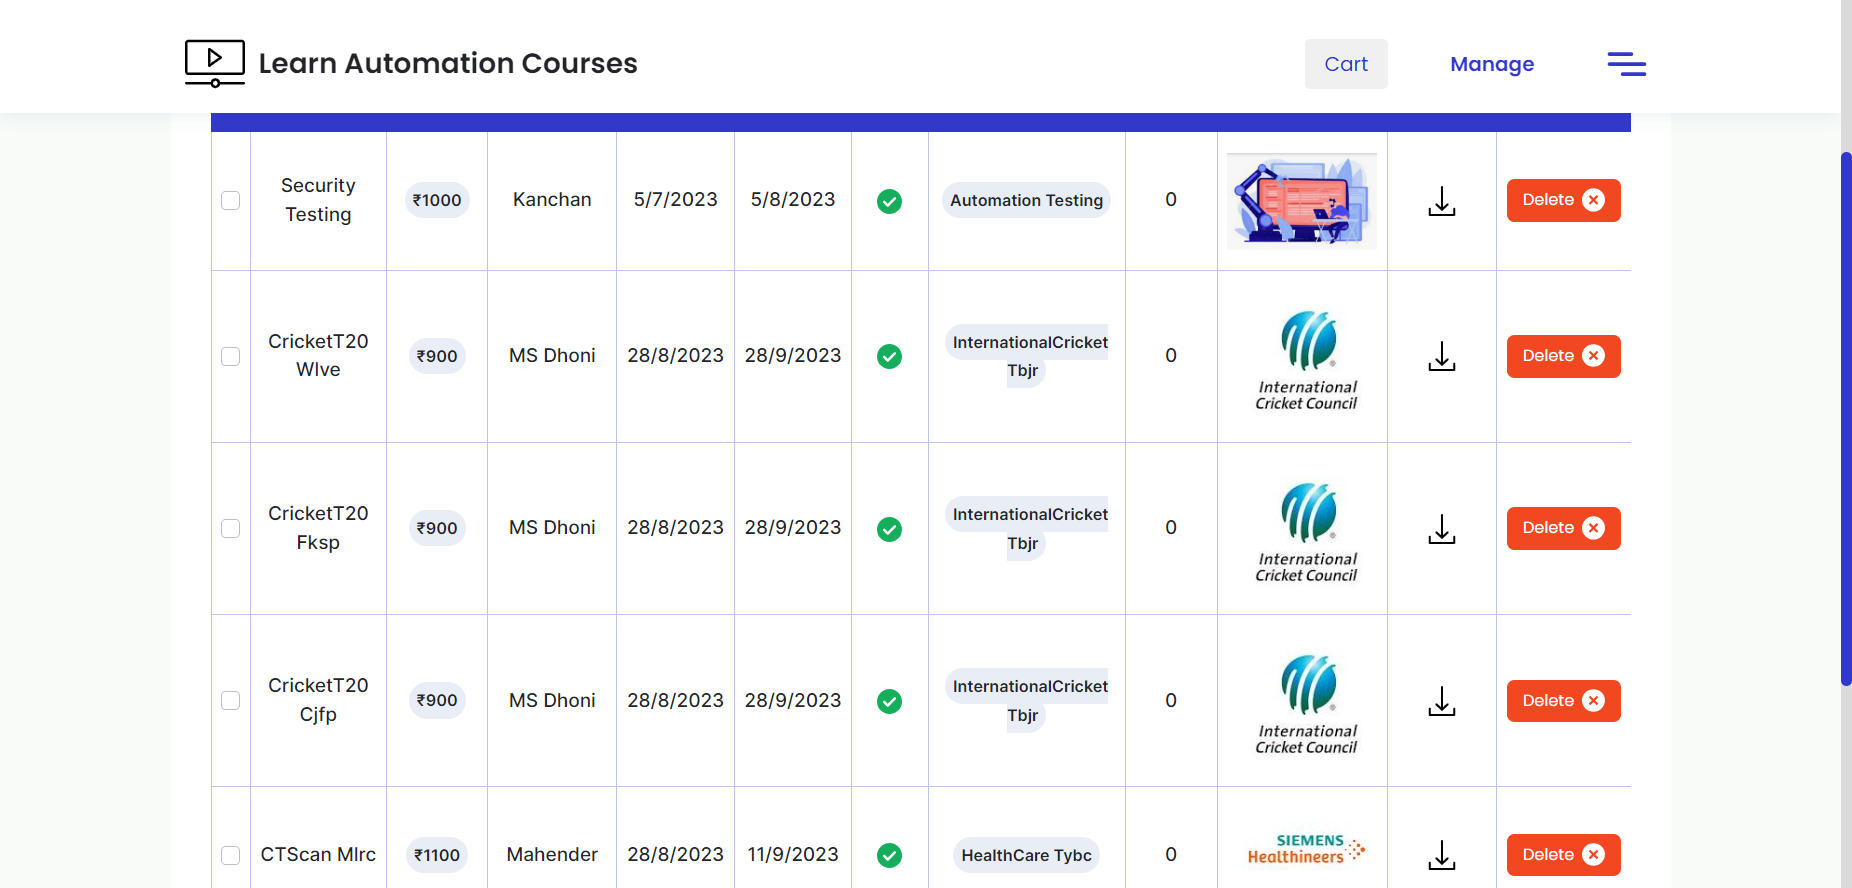 Learn Automation Courses
Cart
Manage
Security
Testing
₹1000
Kanchan
5/7/2023
5/8/2023
Automation Testing
0
Delete
CricketT20
Wlve
₹900
MS Dhoni
28/8/2023
28/9/2023
InternationalCricket
Tbjr
0
International
Cricket Council
Delete
CricketT20
Fksp
₹900
MS Dhoni
28/8/2023
28/9/2023
InternationalCricket
Tbjr
0
International
Cricket Council
Delete
CricketT20
Cjfp
₹900
MS Dhoni
28/8/2023
28/9/2023
InternationalCricket
Tbjr
0
International
Cricket Council
Delete
CTScan Mlrc
₹1100
Mahender
28/8/2023
11/9/2023
HealthCare Tybc
0
SIEMENS
Healthineers
Delete